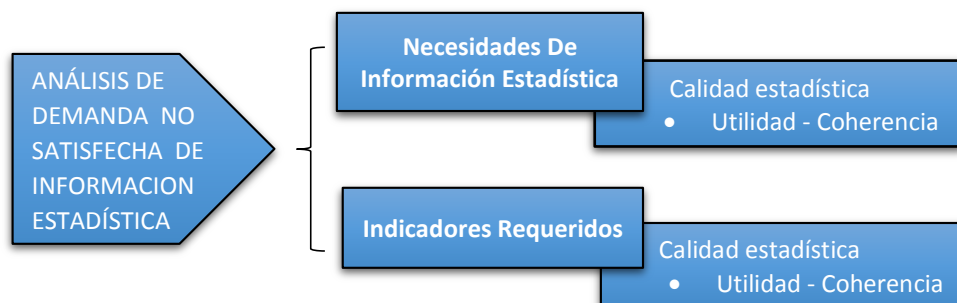 ANÁLISIS DE
DEMANDA NO
SATISFECHA DE
INFORMACION
ESTADÍSTICA
Necesidades De
Información Estadística
Calidad estadística
• Utilidad - Coherencia
Indicadores Requeridos
Calidad estadística
• Utilidad - Coherencia